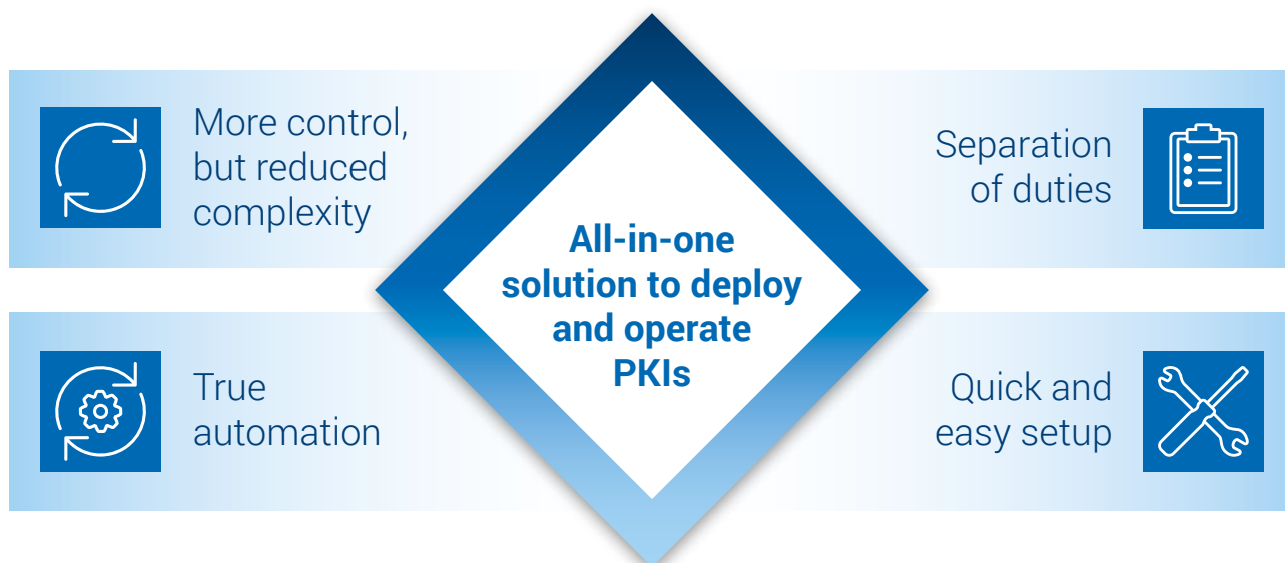 More control,
but reduced
complexity
Separation
of duties
All-in-one
solution to deploy
and operate
PKIs
True
automation
Quick and
easy setup